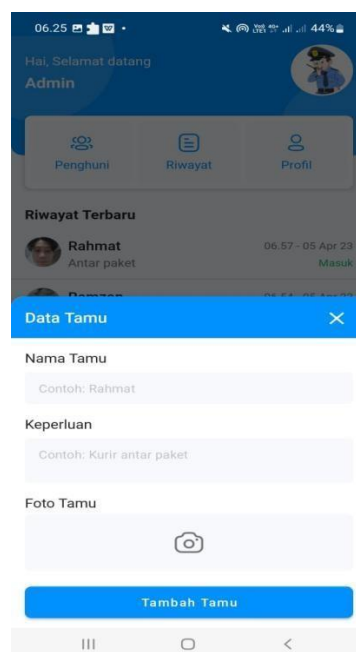 06.25
44%
Hai, Selamat datang
Admin
Penghuni Riwayat Profil
Riwayat Terbaru
Rahmat 06.57 - 05 Apr 23
Antar paket Masuk
Data Tamu
Nama Tamu
Contoh: Rahmat
Keperluan
Contoh: Kurir antar paket
Foto Tamu
Tambah Tamu